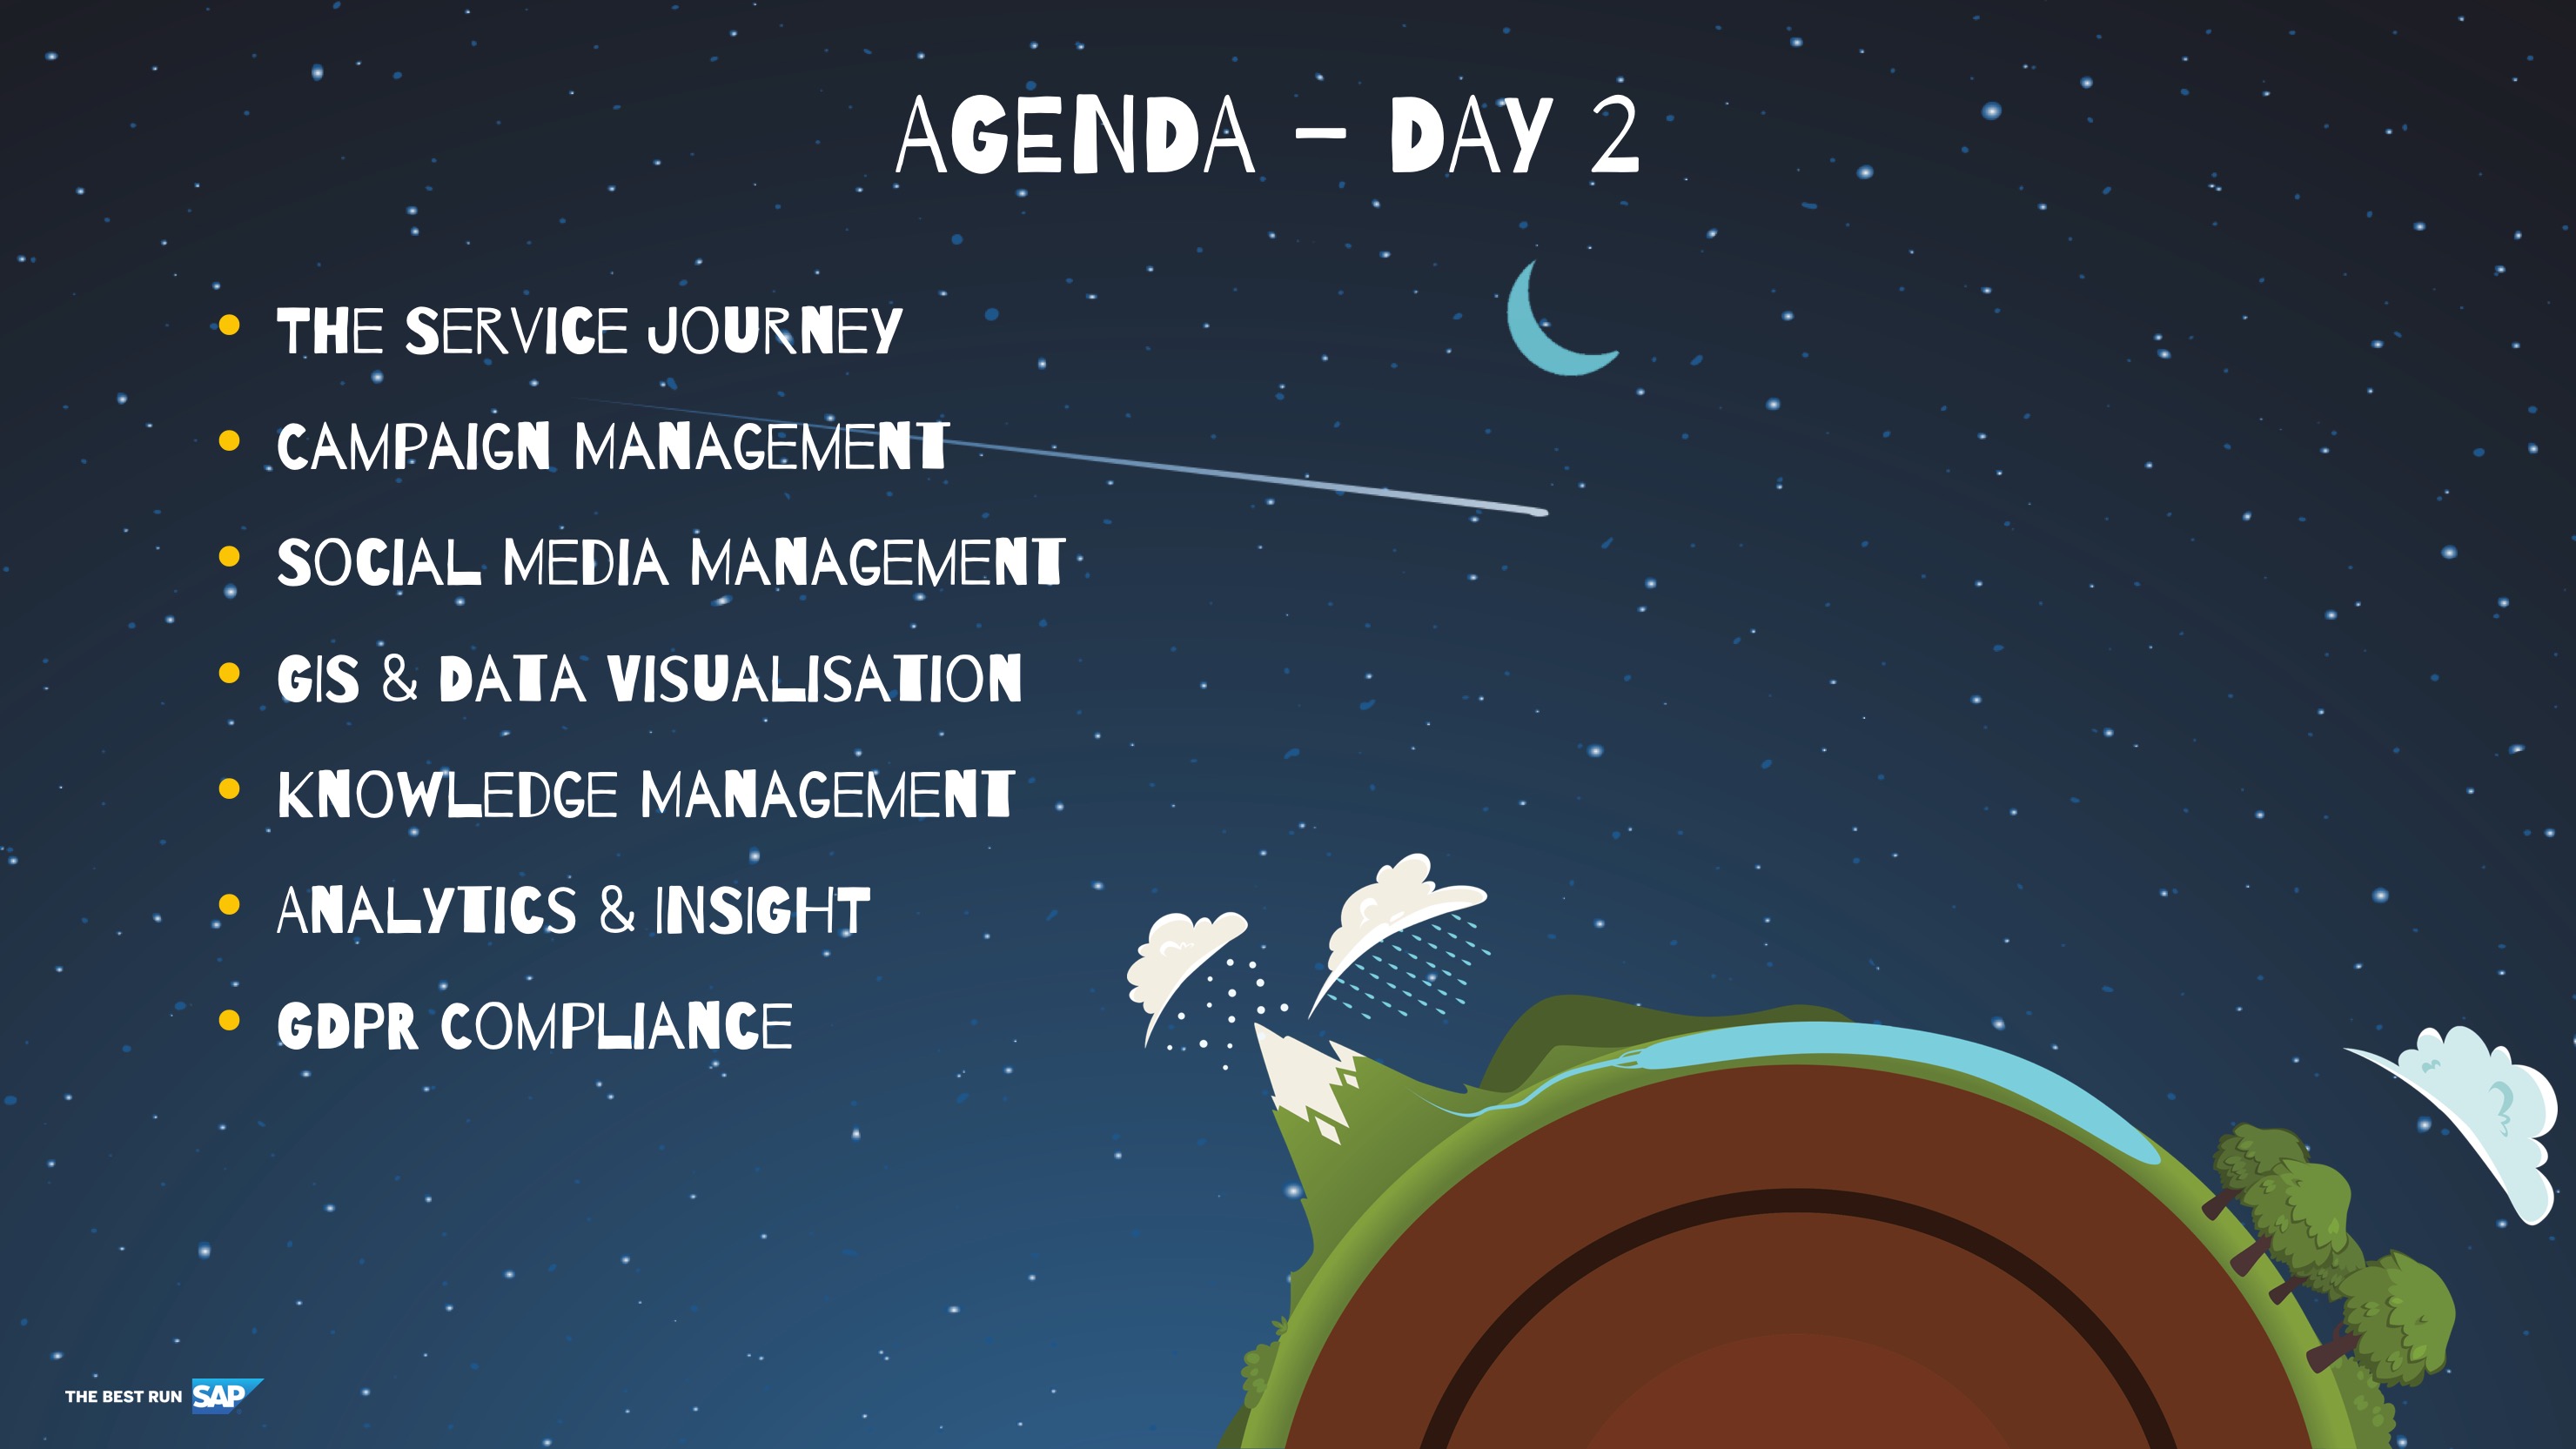 AGENDA – DAY 2
• THE SERVICE JOURNEY
• CAMPAIGN MANAGEMENT
• SOCIAL MEDIA MANAGEMENT
• GIS & DATA VISUALISATION
• KNOWLEDGE MANAGEMENT
• ANALYTICS & INSIGHT
• GDPR COMPLIANCE
THE BEST RUN SAP